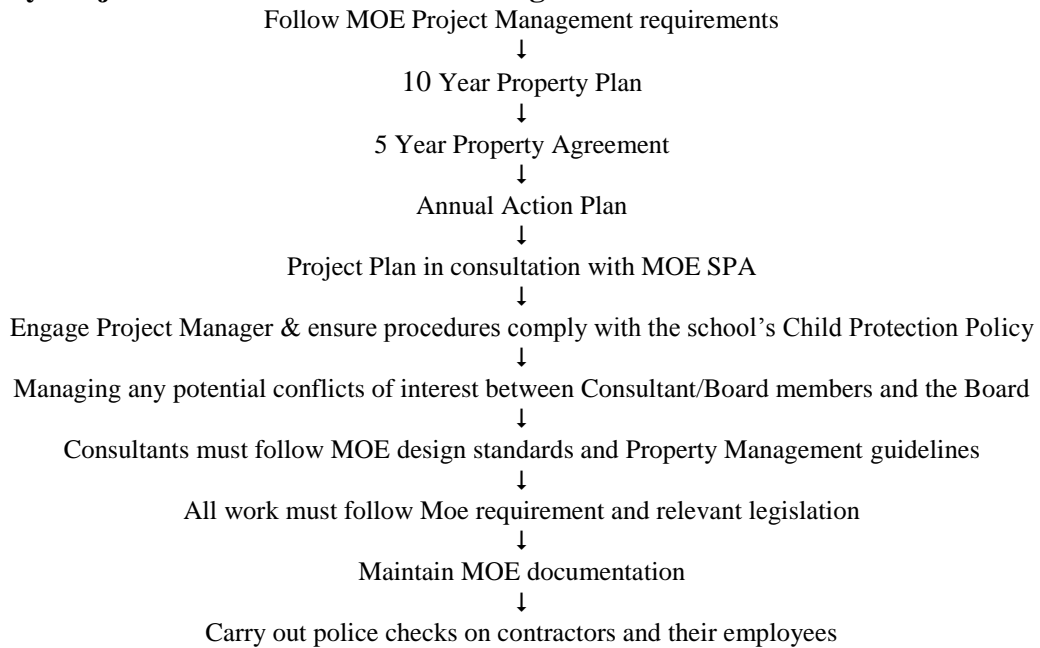 Follow MOE Project Management requirements
↓
10 Year Property Plan
↓
5 Year Property Agreement
↓
Annual Action Plan
↓
Project Plan in consultation with MOE SPA
↓
Engage Project Manager & ensure procedures comply with the school's Child Protection Policy
↓
Managing any potential conflicts of interest between Consultant/Board members and the Board
↓
Consultants must follow MOE design standards and Property Management guidelines
↓
All work must follow Moe requirement and relevant legislation
↓
Maintain MOE documentation
↓
Carry out police checks on contractors and their employees